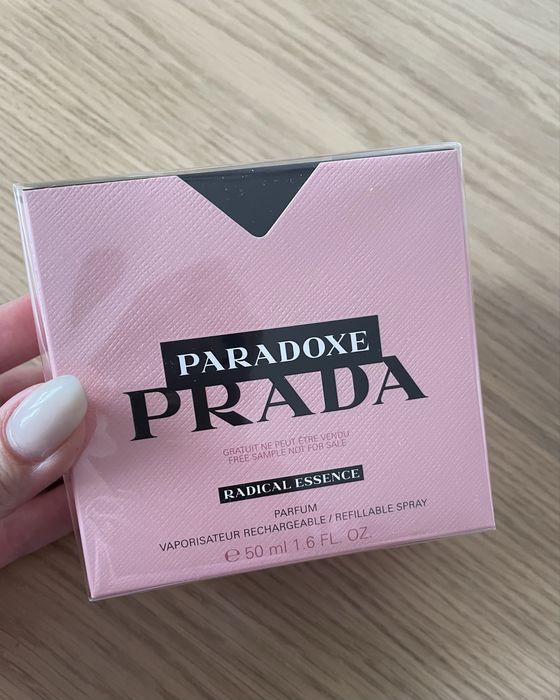 PARADOXE
PRADA
GRATUIT NE PEUT ÊTRE VENDU
FREE SAMPLE NOT FOR SALE
RADICAL ESSENCE
PARFUM
VAPORISATEUR RECHARGEABLE / REFILLABLE SPRAY
℮ 50 ml 1.6 FL. OZ.